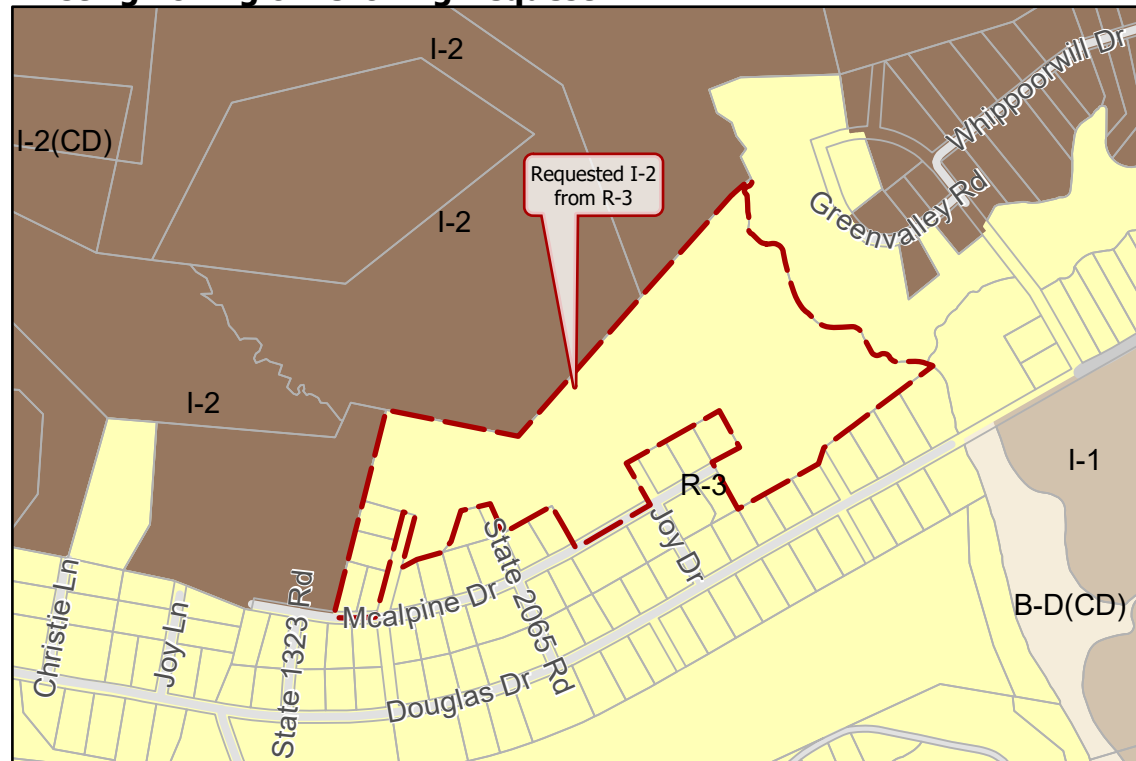 I-2
Whippoorwill Dr
I-2(CD)
Requested I-2
from R-3
Greenvalley Rd
I-2
I-2
I-1
R-3
State 2065 Rd
Joy Dr
Mcalpine Dr
State 1323 Rd
Christie Ln
Joy Ln
B-D(CD)
Douglas Dr